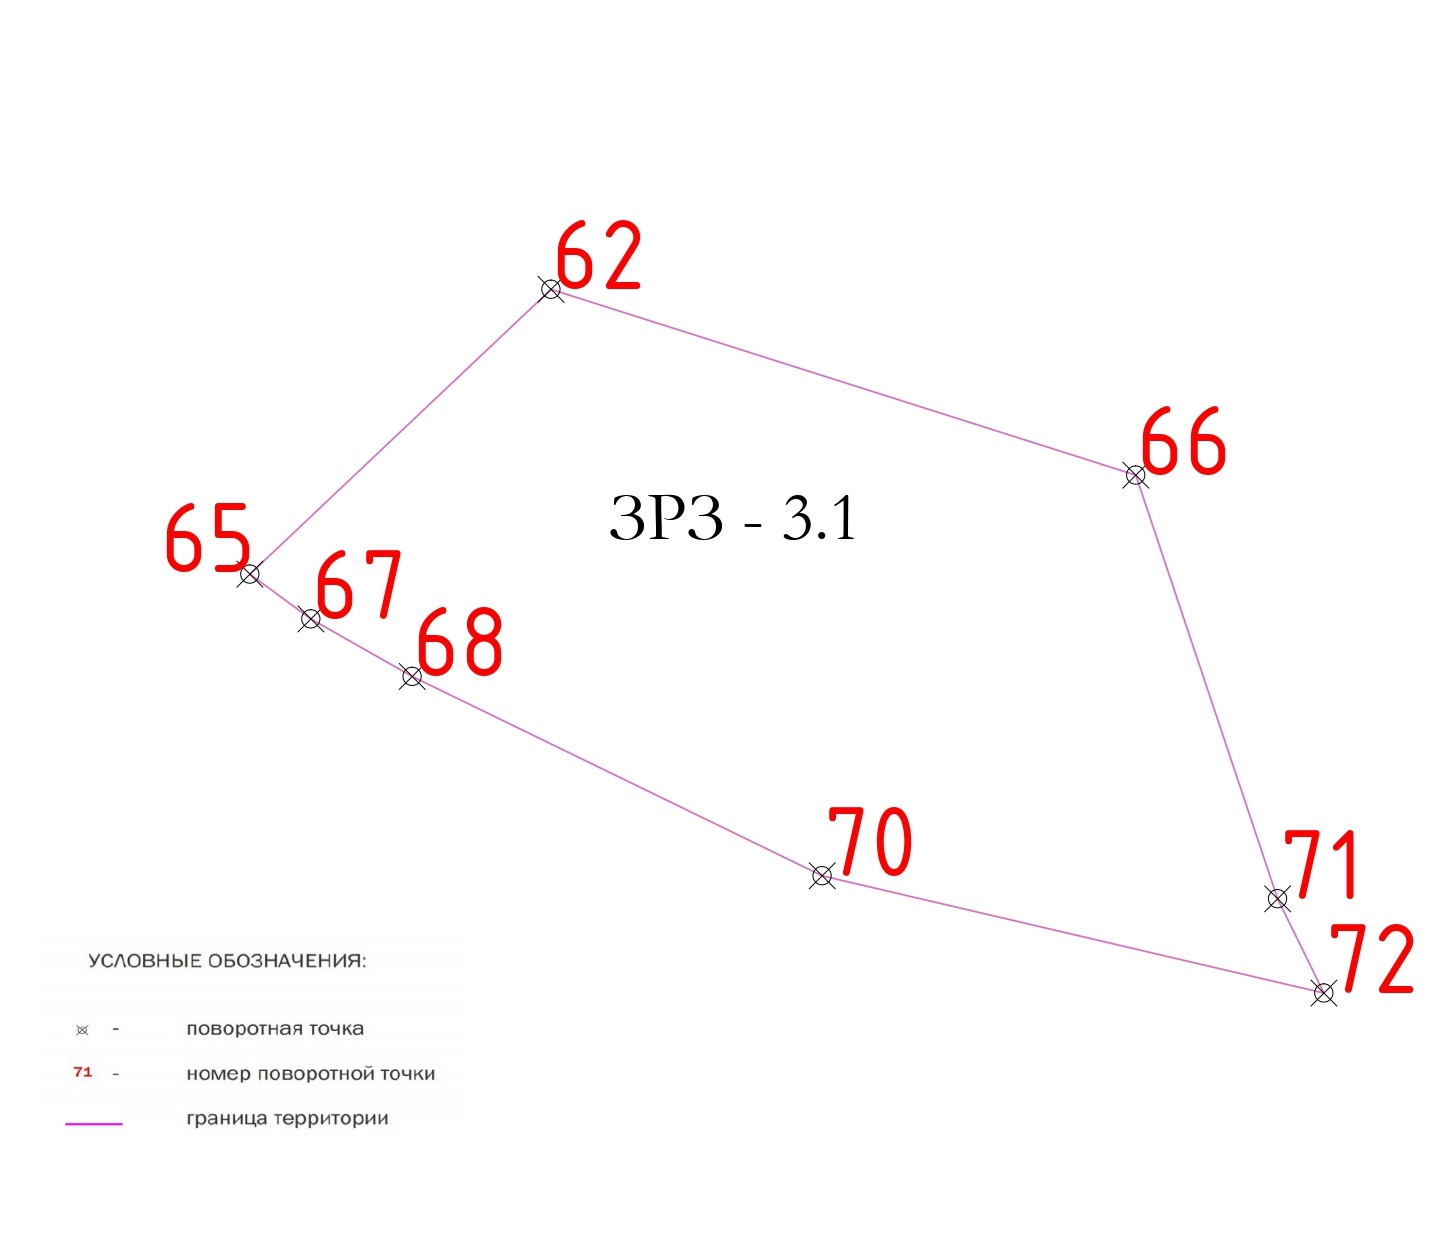 62
66
ЗРЗ - 3.1
65
67
68
70
71
72
УСЛОВНЫЕ ОБОЗНАЧЕНИЯ:
- поворотная точка
71 - номер поворотной точки
граница территории